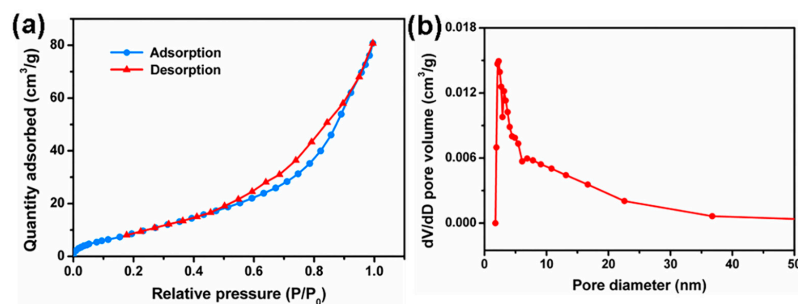 (a)
80
60
40
20
0
Quantity adsorbed (cm³/g)
Adsorption
Desorption
0.0 0.2 0.4 0.6 0.8 1.0
Relative pressure (P/P₀)
(b)
0.018
0.012
0.006
0.000
dV/dD pore volume (cm³/g)
0 10 20 30 40 50
Pore diameter (nm)